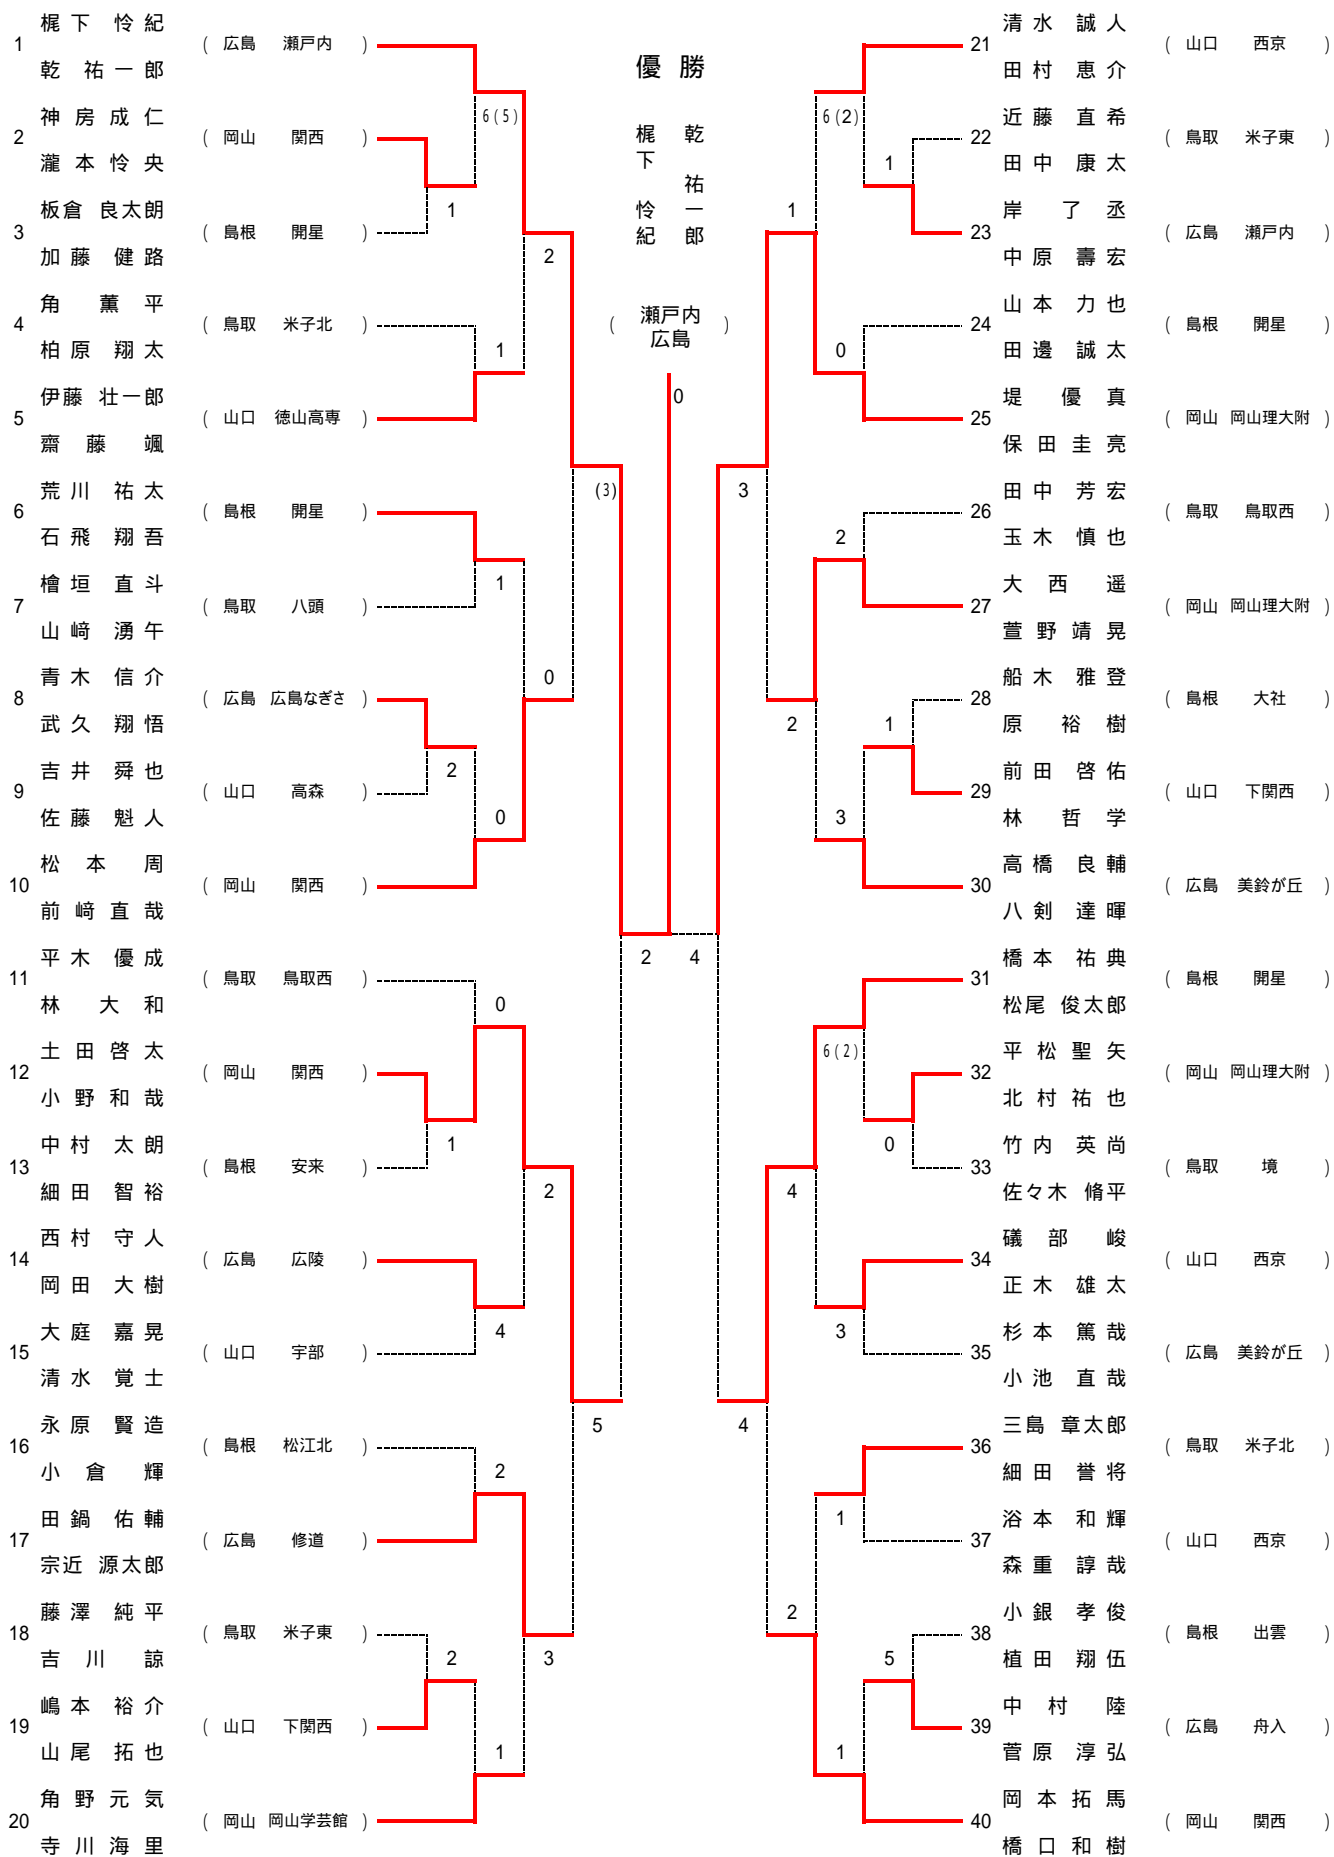 優勝
梶下 怜紀
乾 祐一郎
( 瀬戸内 広島 )
0
1 梶下 怜紀 乾 祐一郎 ( 広島 瀬戸内 )
2 神房成仁 瀧本怜央 ( 岡山 関西 )
3 板倉 良太朗 加藤 健路 ( 島根 開星 )
4 角 薫平 柏原 翔太 ( 鳥取 米子北 )
5 伊藤 壮一郎 齋藤 颯 ( 山口 徳山高専 )
6 荒川 祐太 石飛 翔吾 ( 島根 開星 )
7 檜垣 直斗 山﨑 湧午 ( 鳥取 八頭 )
8 青木 信介 武久 翔悟 ( 広島 広島なぎさ )
9 吉井 舜也 佐藤 魁人 ( 山口 高森 )
10 松本 周 前﨑直哉 ( 岡山 関西 )
11 平木 優成 林 大和 ( 鳥取 鳥取西 )
12 土田啓太 小野和哉 ( 岡山 関西 )
13 中村 太朗 細田 智裕 ( 島根 安来 )
14 西村 守人 岡田 大樹 ( 広島 広陵 )
15 大庭 嘉晃 清水 覚士 ( 山口 宇部 )
16 永原 賢造 小倉 輝 ( 島根 松江北 )
17 田鍋 佑輔 宗近 源太郎 ( 広島 修道 )
18 藤澤 純平 吉川 諒 ( 鳥取 米子東 )
19 嶋本 裕介 山尾 拓也 ( 山口 下関西 )
20 角野元気 寺川海里 ( 岡山 岡山学芸館 )
6(5)
1
2
1
(3)
1
0
2
0
2
4
0
1
2
4
5
2
2
3
1
21 清水 誠人 田村 恵介 ( 山口 西京 )
22 近藤 直希 田中 康太 ( 鳥取 米子東 )
23 岸 了丞 中原 壽宏 ( 広島 瀬戸内 )
24 山本 力也 田邊 誠太 ( 島根 開星 )
25 堤 優真 保田圭亮 ( 岡山 岡山理大附 )
26 田中 芳宏 玉木 慎也 ( 鳥取 鳥取西 )
27 大西 遥 萱野靖晃 ( 岡山 岡山理大附 )
28 船木 雅登 原 裕樹 ( 島根 大社 )
29 前田 啓佑 林 哲学 ( 山口 下関西 )
30 高橋 良輔 八剣 達暉 ( 広島 美鈴が丘 )
31 橋本 祐典 松尾 俊太郎 ( 島根 開星 )
32 平松聖矢 北村祐也 ( 岡山 岡山理大附 )
33 竹内 英尚 佐々木 脩平 ( 鳥取 境 )
34 礒部 峻 正木 雄太 ( 山口 西京 )
35 杉本 篤哉 小池 直哉 ( 広島 美鈴が丘 )
36 三島 章太郎 細田 誉将 ( 鳥取 米子北 )
37 浴本 和輝 森重 諄哉 ( 山口 西京 )
38 小銀 孝俊 植田 翔伍 ( 島根 出雲 )
39 中村 陸 菅原 淳弘 ( 広島 舟入 )
40 岡本拓馬 橋口和樹 ( 岡山 関西 )
6(2)
1
1
0
3
2
2
1
3
6(2)
0
4
3
4
1
2
5
1